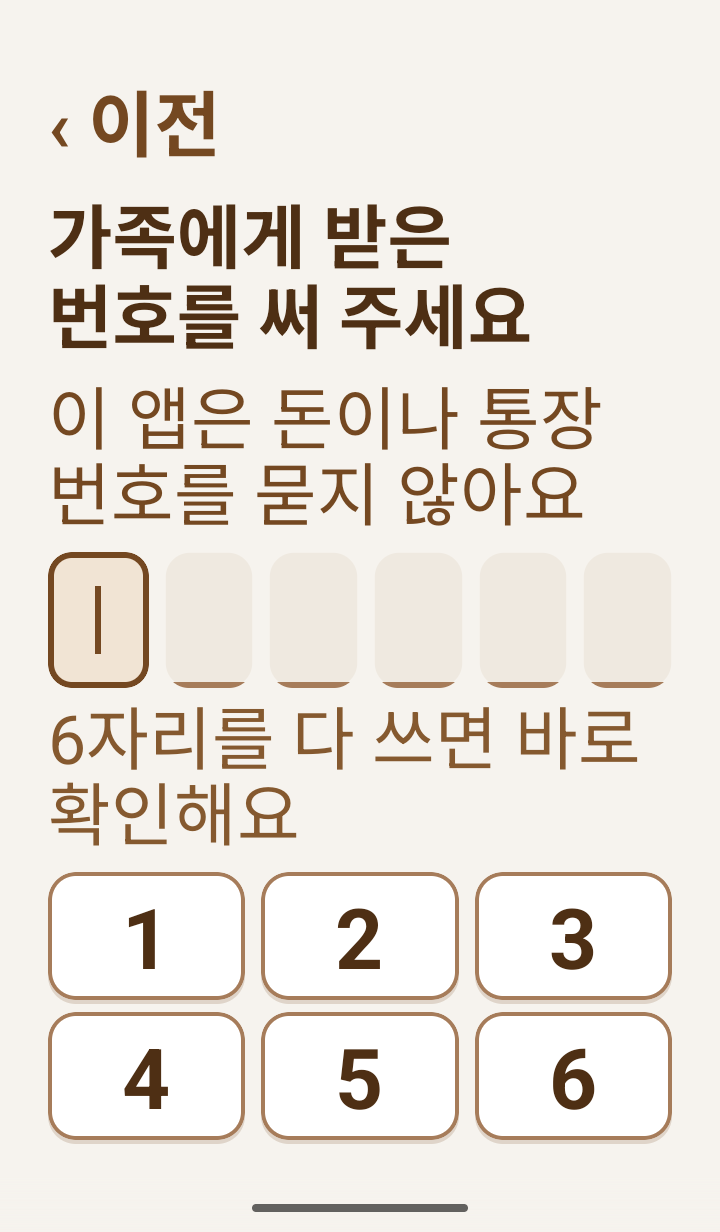 ‹ 이전
가족에게 받은
번호를 써 주세요
이 앱은 돈이나 통장
번호를 묻지 않아요
6자리를 다 쓰면 바로
확인해요
1 2 3
4 5 6